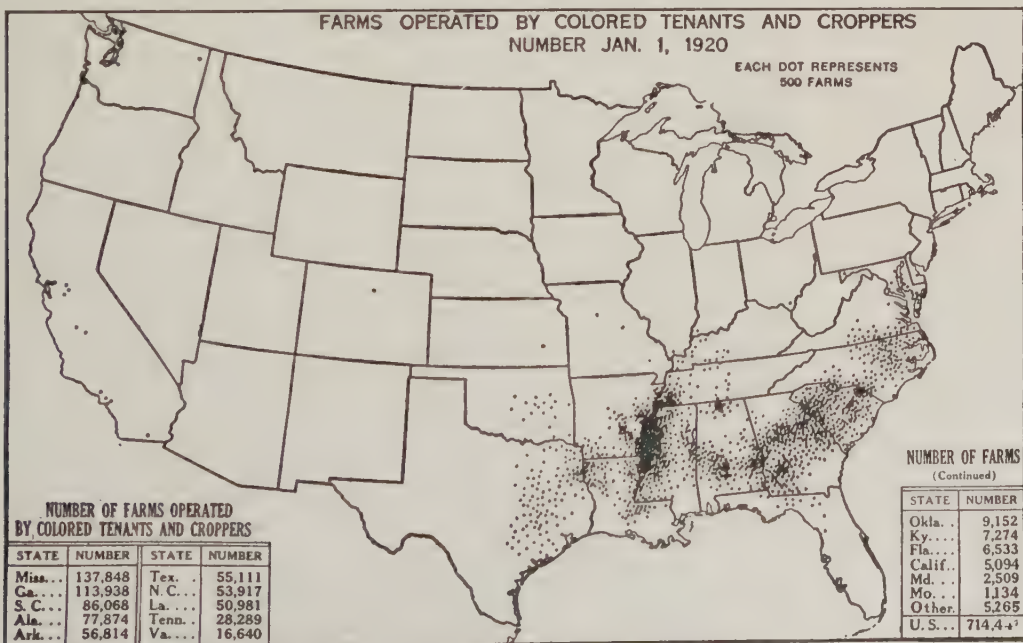 FARMS OPERATED BY COLORED TENANTS AND CROPPERS
NUMBER JAN. 1, 1920
EACH DOT REPRESENTS
500 FARMS
NUMBER OF FARMS OPERATED
BY COLORED TENANTS AND CROPPERS
STATE NUMBER STATE NUMBER
Miss... 137,848 Tex. . 55,111
Ga.... 113,938 N.C... 53,917
S. C... 86,068 La.... 50,981
Ala.... 77,874 Tenn.. 28,289
Ark... 56,814 Va.... 16,640
NUMBER OF FARMS
(Continued)
STATE NUMBER
Okla... 9,152
Ky.... 7,274
Fla.... 6,533
Calif.. 5,094
Md.... 2,509
Mo.... 1,134
Other. 5,265
U.S...